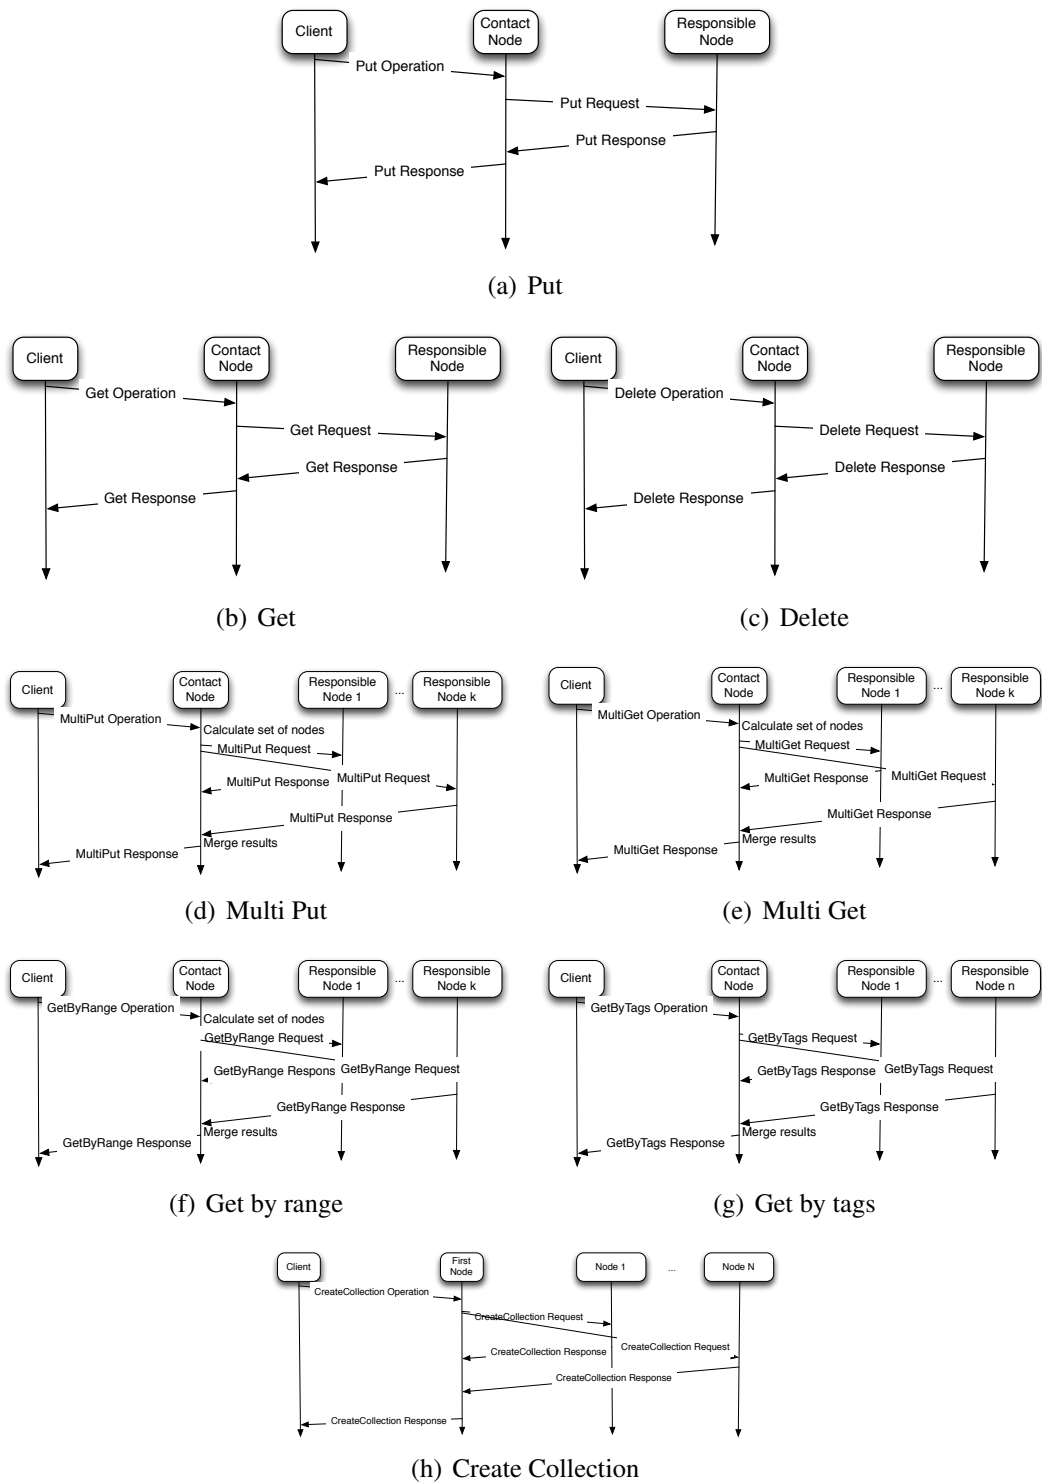 Client
Contact
Node
Responsible
Node
Put Operation
Put Request
Put Response
Put Response
(a) Put
Client
Contact
Node
Responsible
Node
Get Operation
Get Request
Get Response
Get Response
(b) Get
Client
Contact
Node
Responsible
Node
Delete Operation
Delete Request
Delete Response
Delete Response
(c) Delete
Client
Contact
Node
Responsible
Node 1
...
Responsible
Node k
MultiPut Operation
Calculate set of nodes
MultiPut Request
MultiPut Response
MultiPut Request
MultiPut Response
Merge results
MultiPut Response
(d) Multi Put
Client
Contact
Node
Responsible
Node 1
...
Responsible
Node k
MultiGet Operation
Calculate set of nodes
MultiGet Request
MultiGet Response
MultiGet Request
MultiGet Response
Merge results
MultiGet Response
(e) Multi Get
Client
Contact
Node
Responsible
Node 1
...
Responsible
Node k
GetByRange Operation
Calculate set of nodes
GetByRange Request
GetByRange Respons
GetByRange Request
GetByRange Response
Merge results
GetByRange Response
(f) Get by range
Client
Contact
Node
Responsible
Node 1
...
Responsible
Node n
GetByTags Operation
GetByTags Request
GetByTags Response
GetByTags Request
GetByTags Response
Merge results
GetByTags Response
(g) Get by tags
Client
First
Node
Node 1
...
Node N
CreateCollection Operation
CreateCollection Request
CreateCollection Response
CreateCollection Request
CreateCollection Response
CreateCollection Response
(h) Create Collection